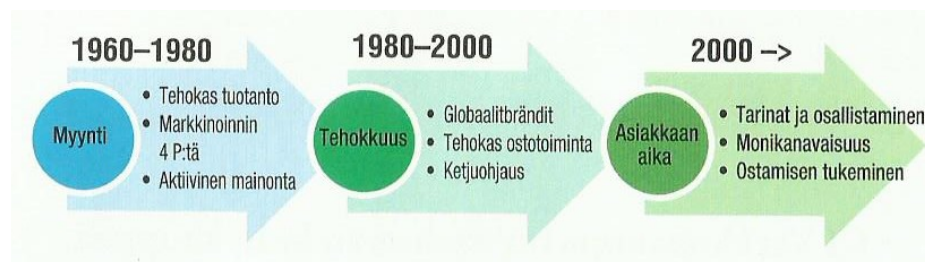 1960–1980
Myynti
• Tehokas tuotanto
• Markkinoinnin
4 P:tä
• Aktiivinen mainonta
1980–2000
Tehokkuus
• Globaalitbrändit
• Tehokas ostotoiminta
• Ketjuohjaus
2000 –>
Asiakkaan
aika
• Tarinat ja osallistaminen
• Monikanavaisuus
• Ostamisen tukeminen